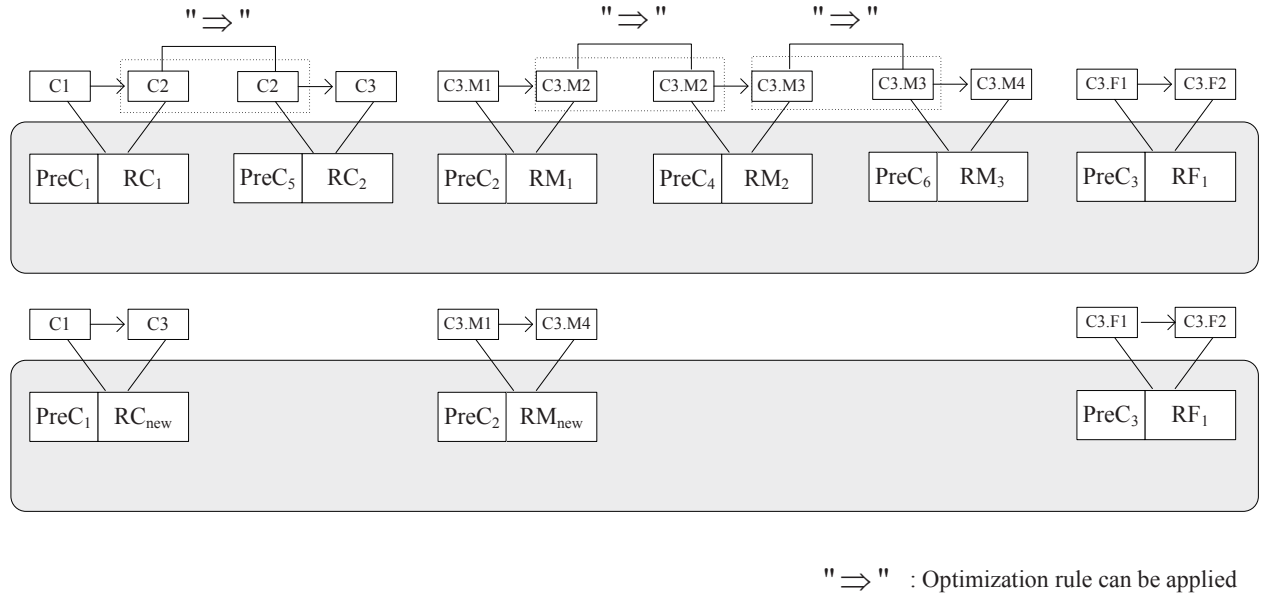 "⇒" "⇒" "⇒"
C1 C2 C2 C3 C3.M1 C3.M2 C3.M2 C3.M3 C3.M3 C3.M4 C3.F1 C3.F2
PreC₁ RC₁ PreC₅ RC₂ PreC₂ RM₁ PreC₄ RM₂ PreC₆ RM₃ PreC₃ RF₁
C1 C3 C3.M1 C3.M4 C3.F1 C3.F2
PreC₁ RCnew PreC₂ RMnew PreC₃ RF₁
"⇒" : Optimization rule can be applied